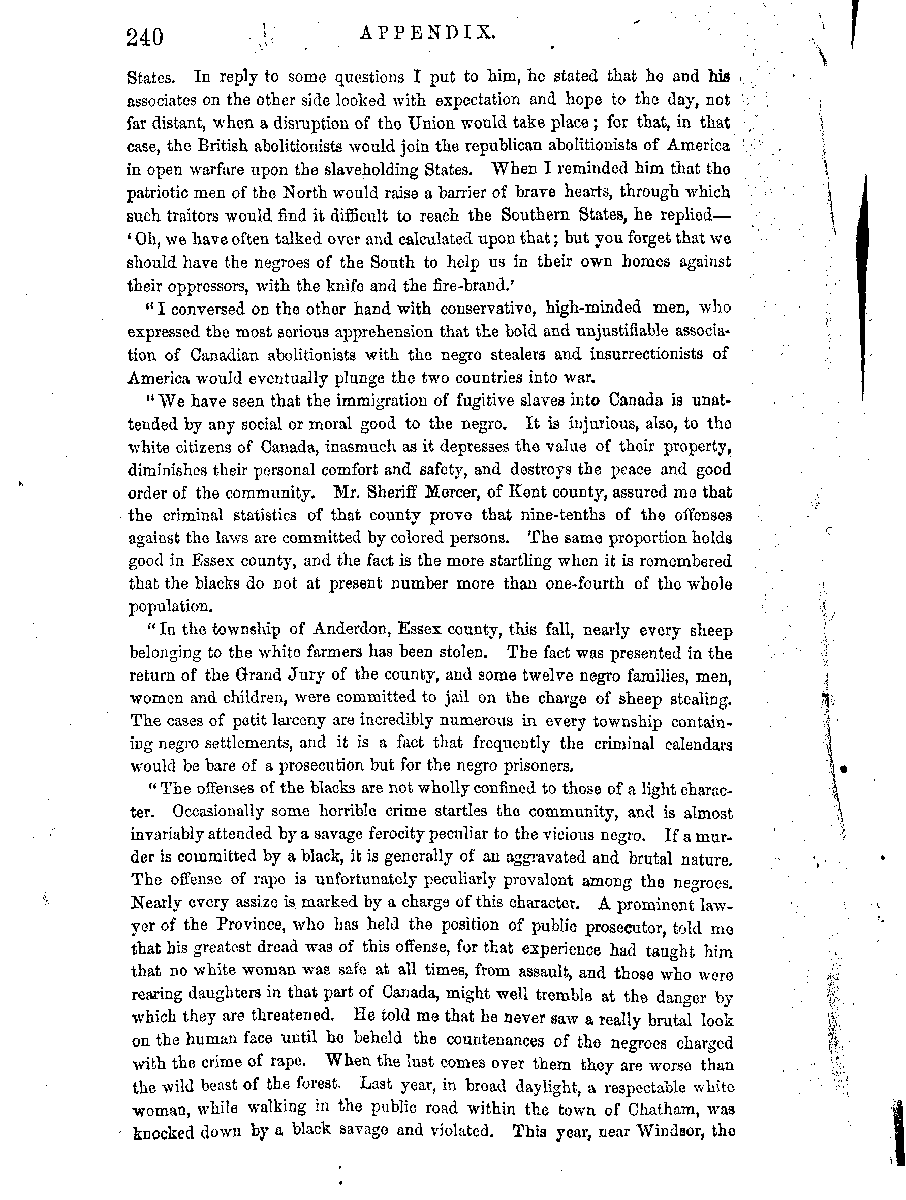 240 APPENDIX.
States. In reply to some questions I put to him, he stated that he and his
associates on the other side looked with expectation and hope to the day, not
far distant, when a disruption of the Union would take place; for that, in that
case, the British abolitionists would join the republican abolitionists of America
in open warfare upon the slaveholding States. When I reminded him that the
patriotic men of the North would raise a barrier of brave hearts, through which
such traitors would find it difficult to reach the Southern States, he replied—
'Oh, we have often talked over and calculated upon that; but you forget that we
should have the negroes of the South to help us in their own homes against
their oppressors, with the knife and the fire-brand.'
"I conversed on the other hand with conservative, high-minded men, who
expressed the most serious apprehension that the bold and unjustifiable associa-
tion of Canadian abolitionists with the negro stealers and insurrectionists of
America would eventually plunge the two countries into war.
"We have seen that the immigration of fugitive slaves into Canada is unat-
tended by any social or moral good to the negro. It is injurious, also, to the
white citizens of Canada, inasmuch as it depresses the value of their property,
diminishes their personal comfort and safety, and destroys the peace and good
order of the community. Mr. Sheriff Mercer, of Kent county, assured me that
the criminal statistics of that county prove that nine-tenths of the offenses
against the laws are committed by colored persons. The same proportion holds
good in Essex county, and the fact is the more startling when it is remembered
that the blacks do not at present number more than one-fourth of the whole
population.
"In the township of Anderdon, Essex county, this fall, nearly every sheep
belonging to the white farmers has been stolen. The fact was presented in the
return of the Grand Jury of the county, and some twelve negro families, men,
women and children, were committed to jail on the charge of sheep stealing.
The cases of petit larceny are incredibly numerous in every township contain-
ing negro settlements, and it is a fact that frequently the criminal calendars
would be bare of a prosecution but for the negro prisoners.
"The offenses of the blacks are not wholly confined to those of a light charac-
ter. Occasionally some horrible crime startles the community, and is almost
invariably attended by a savage ferocity peculiar to the vicious negro. If a mur-
der is committed by a black, it is generally of an aggravated and brutal nature.
The offense of rape is unfortunately peculiarly prevalent among the negroes.
Nearly every assize is marked by a charge of this character. A prominent law-
yer of the Province, who has held the position of public prosecutor, told me
that his greatest dread was of this offense, for that experience had taught him
that no white woman was safe at all times, from assault, and those who were
rearing daughters in that part of Canada, might well tremble at the danger by
which they are threatened. He told me that he never saw a really brutal look
on the human face until he beheld the countenances of the negroes charged
with the crime of rape. When the lust comes over them they are worse than
the wild beast of the forest. Last year, in broad daylight, a respectable white
woman, while walking in the public road within the town of Chatham, was
knocked down by a black savage and violated. This year, near Windsor, the